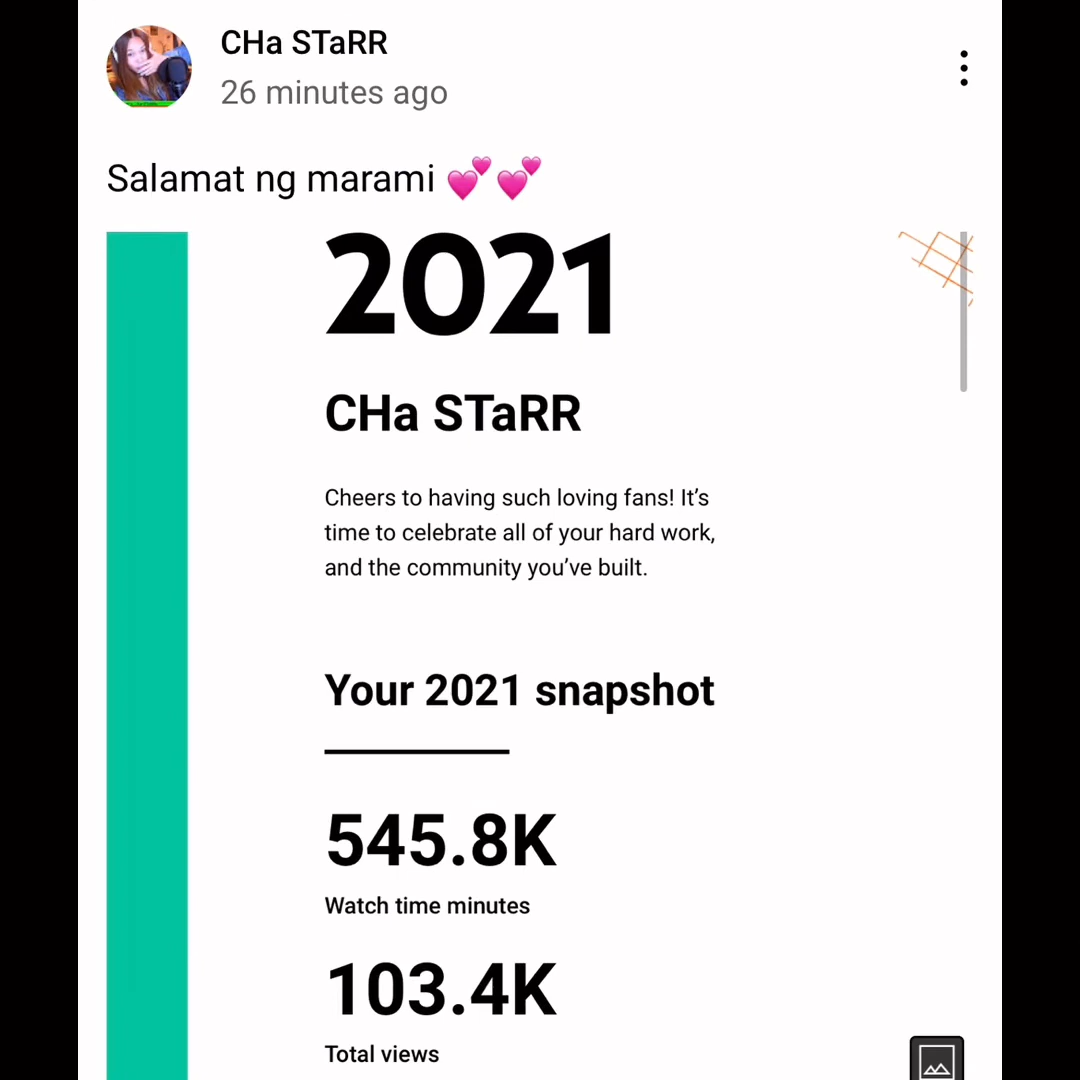 CHa STaRR
26 minutes ago
Salamat ng marami 💕💕
2021
CHa STaRR
Cheers to having such loving fans! It’s
time to celebrate all of your hard work,
and the community you’ve built.
Your 2021 snapshot
545.8K
Watch time minutes
103.4K
Total views